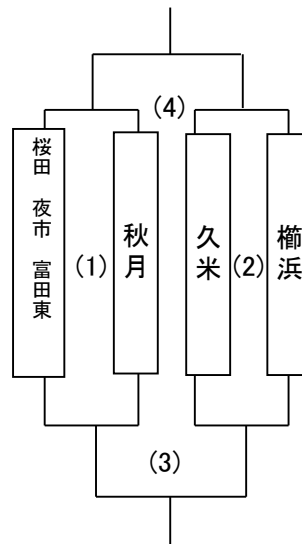 (4)
桜田 夜市 富田東
(1)
秋月
久米
(2)
櫛浜
(3)